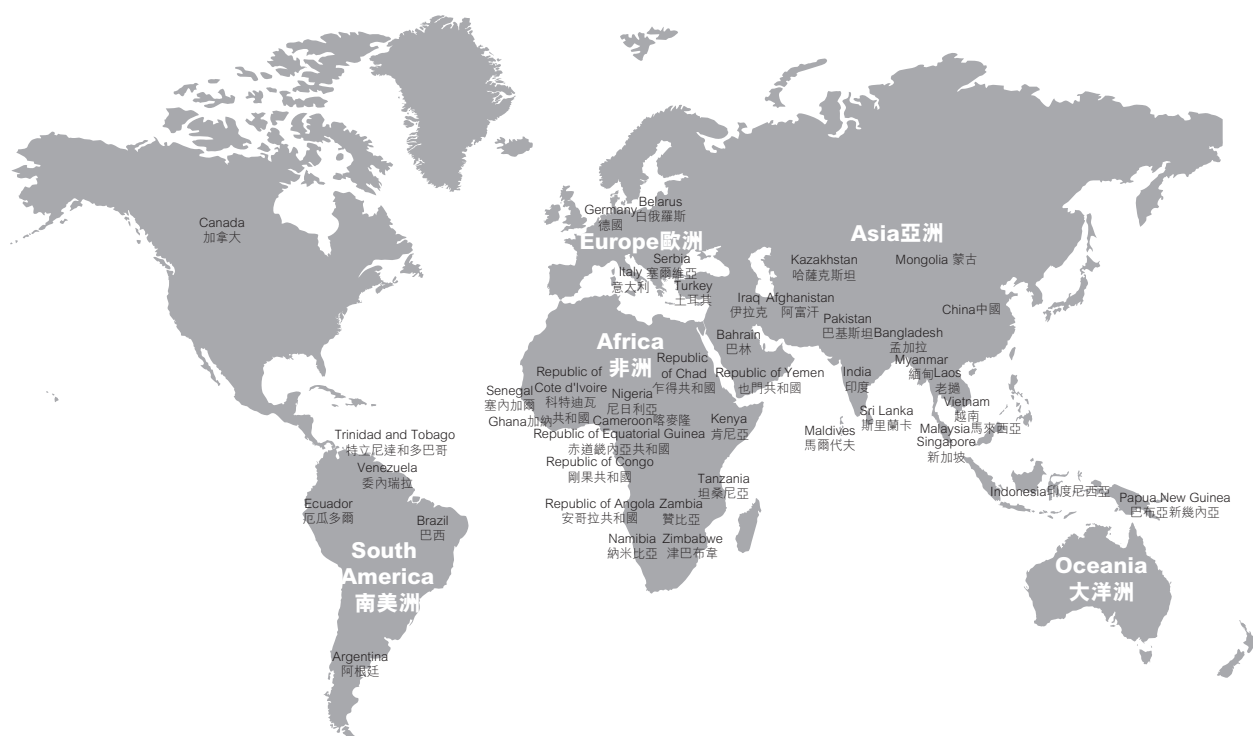 Canada
加拿大
Germany
德國
Belarus
白俄羅斯
Europe歐洲
Serbia
塞爾維亞
Italy
意大利
Turkey
土耳其
Asia亞洲
Kazakhstan
哈薩克斯坦
Mongolia 蒙古
Iraq
伊拉克
Afghanistan
阿富汗
China中國
Pakistan
巴基斯坦
Bangladesh
孟加拉
Bahrain
巴林
Myanmar
緬甸
Laos
老撾
Republic of Yemen
也門共和國
India
印度
Vietnam
越南
Sri Lanka
斯里蘭卡
Maldives
馬爾代夫
Malaysia馬來西亞
Singapore
新加坡
Indonesia印度尼西亞
Papua New Guinea
巴布亞新幾內亞
Africa
非洲
Republic
of Chad
乍得共和國
Republic of
Cote d'Ivoire
科特迪瓦
共和國
Senegal
塞內加爾
Nigeria
尼日利亞
Ghana加納
Cameroon喀麥隆
Kenya
肯尼亞
Republic of Equatorial Guinea
赤道畿內亞共和國
Republic of Congo
剛果共和國
Tanzania
坦桑尼亞
Republic of Angola
安哥拉共和國
Zambia
贊比亞
Namibia
納米比亞
Zimbabwe
津巴布韋
Trinidad and Tobago
特立尼達和多巴哥
Venezuela
委內瑞拉
Ecuador
厄瓜多爾
Brazil
巴西
South
America
南美洲
Argentina
阿根廷
Oceania
大洋洲